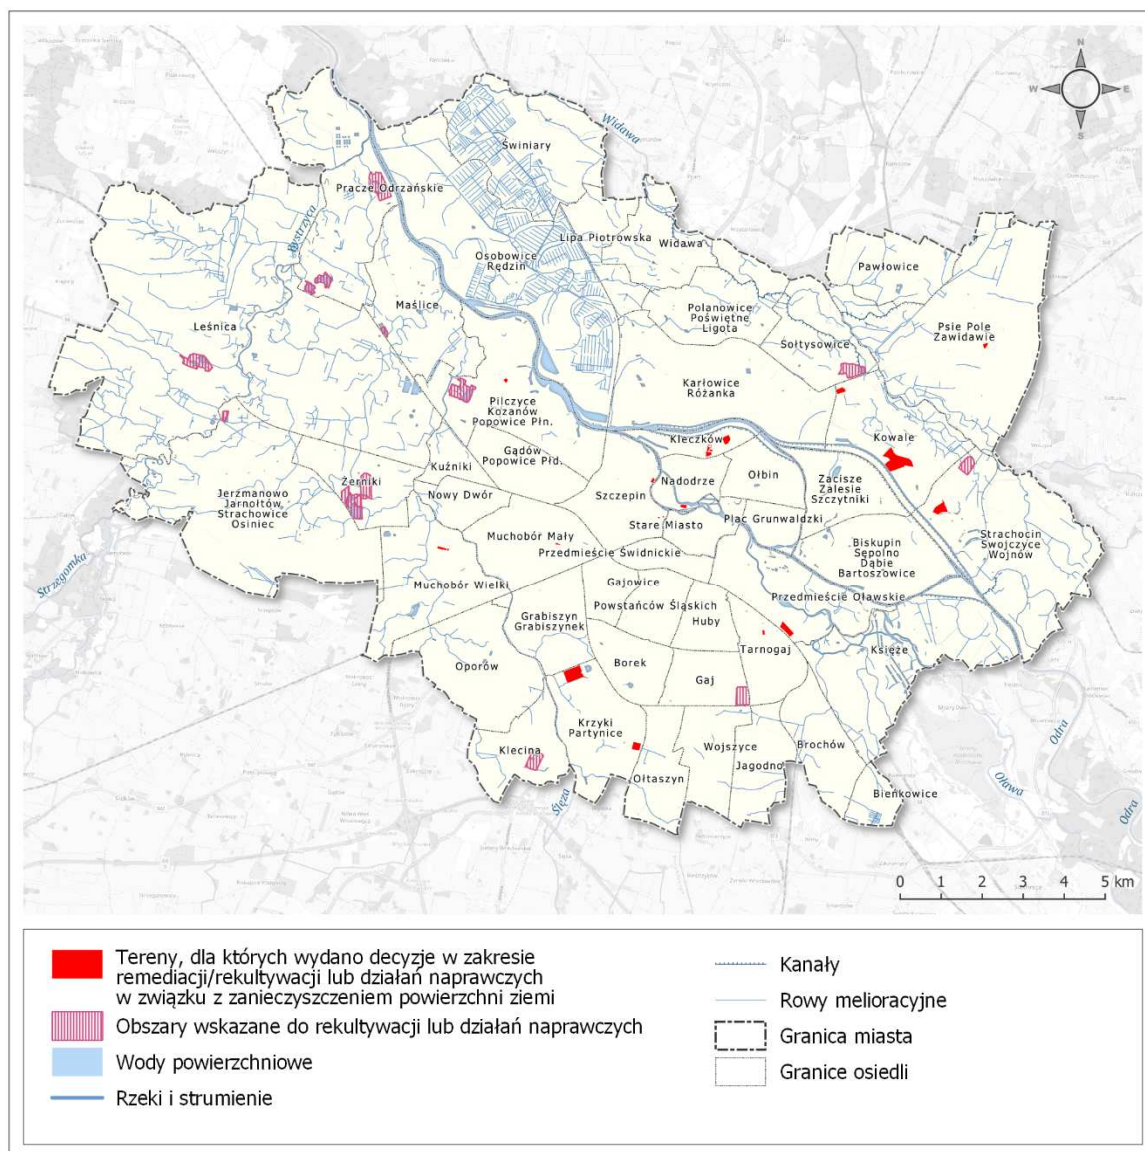 N
W
E
S
Widawa
Świniary
Pracze Odrzańskie
Bystrzyca
Lipa Piotrowska
Widawa
Osobowice
Rędzin
Pawłowice
Maślice
Polanowice
Poświętne
Ligota
Psie Pole
Zawidawie
Leśnica
Sołtysowice
Karłowice
Różanka
Pilczyce
Kozanów
Popowice Płn.
Kleczków
Kowale
Gądów
Popowice Płd.
Kuźniki
Żerniki
Nadodrze
Ołbin
Zacisze
Zalesie
Szczytniki
Jerzmanowo
Jarnołtów
Strachowice
Osiniec
Nowy Dwór
Szczepin
Stare Miasto
Plac Grunwaldzki
Muchobór Mały
Przedmieście Świdnickie
Biskupin
Sępolno
Dąbie
Bartoszowice
Strachocin
Swojczyce
Wojnów
Strzegomka
Muchobór Wielki
Gajowice
Przedmieście Oławskie
Powstańców Śląskich
Huby
Grabiszyn
Grabiszynek
Tarnogaj
Księże
Oporów
Borek
Gaj
Krzyki
Partynice
Klecina
Wojszyce
Brochów
Ołtaszyn
Jagodno
Bieńkowice
Ślęza
Oława
Odra
Odra
0 1 2 3 4 5 km
Tereny, dla których wydano decyzje w zakresie
remediacji/rekultywacji lub działań naprawczych
w związku z zanieczyszczeniem powierzchni ziemi
Obszary wskazane do rekultywacji lub działań naprawczych
Wody powierzchniowe
Rzeki i strumienie
Kanały
Rowy melioracyjne
Granica miasta
Granice osiedli